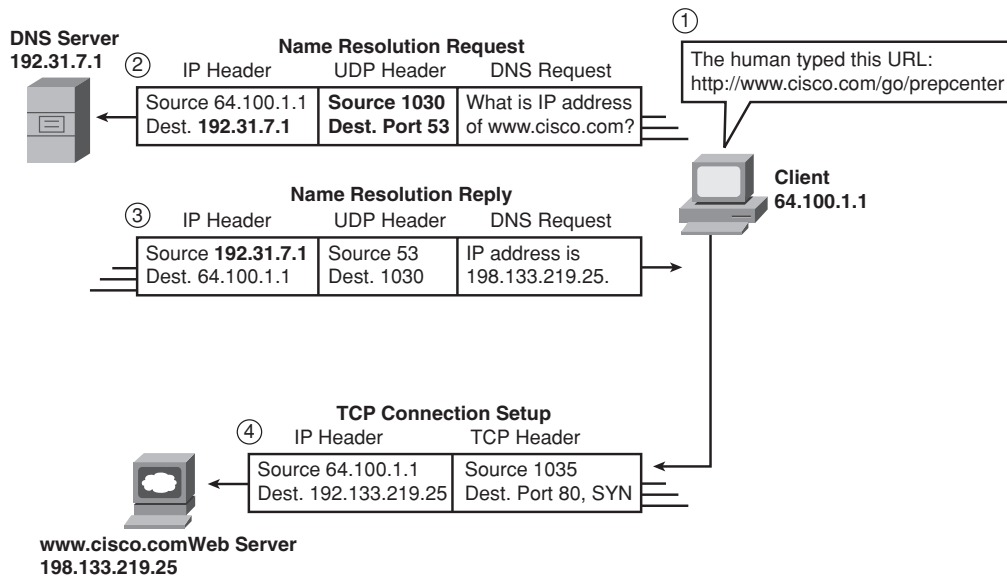 ①
The human typed this URL:
http://www.cisco.com/go/prepcenter
DNS Server
192.31.7.1
Name Resolution Request
② IP Header UDP Header DNS Request
Source 64.100.1.1 Source 1030 What is IP address
Dest. 192.31.7.1 Dest. Port 53 of www.cisco.com?
Client
64.100.1.1
Name Resolution Reply
③ IP Header UDP Header DNS Request
Source 192.31.7.1 Source 53 IP address is
Dest. 64.100.1.1 Dest. 1030 198.133.219.25.
TCP Connection Setup
④ IP Header TCP Header
Source 64.100.1.1 Source 1035
Dest. 192.133.219.25 Dest. Port 80, SYN
www.cisco.comWeb Server
198.133.219.25